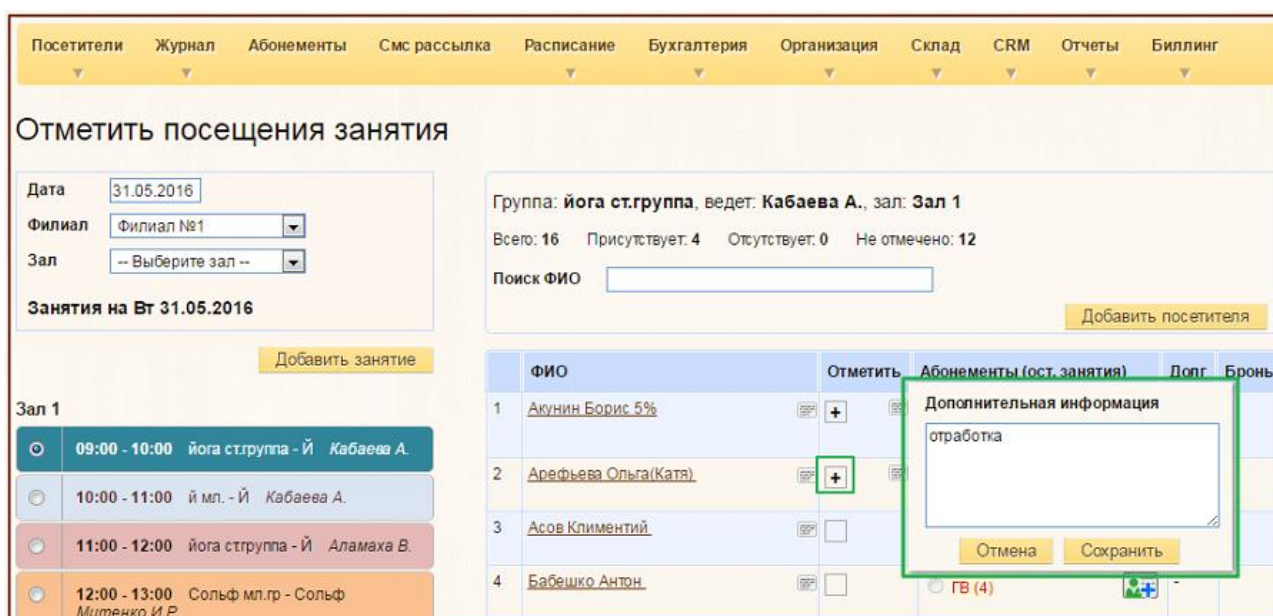 Посетители Журнал Абонементы Смс рассылка Расписание Бухгалтерия Организация Склад CRM Отчеты Биллинг
Отметить посещения занятия
Дата 31.05.2016
Филиал Филиал №1
Зал -- Выберите зал --
Занятия на Вт 31.05.2016
Добавить занятие
Зал 1
09:00 - 10:00 йога ст.группа - Й Кабаева А.
10:00 - 11:00 й мл. - Й Кабаева А.
11:00 - 12:00 йога ст.группа - Й Аламаха В.
12:00 - 13:00 Сольф мл.гр - Сольф
Митенко И.Р.
Группа: йога ст.группа, ведет: Кабаева А., зал: Зал 1
Всего: 16 Присутствует: 4 Отсутствует: 0 Не отмечено: 12
Поиск ФИО
Добавить посетителя
ФИО Отметить Абонементы (ост. занятия) Долг Бронь
1 Акунин Борис 5% +
2 Арефьева Ольга(Катя) +
3 Асов Климентий
4 Бабешко Антон ГВ (4) -
Дополнительная информация
отработка
Отмена Сохранить